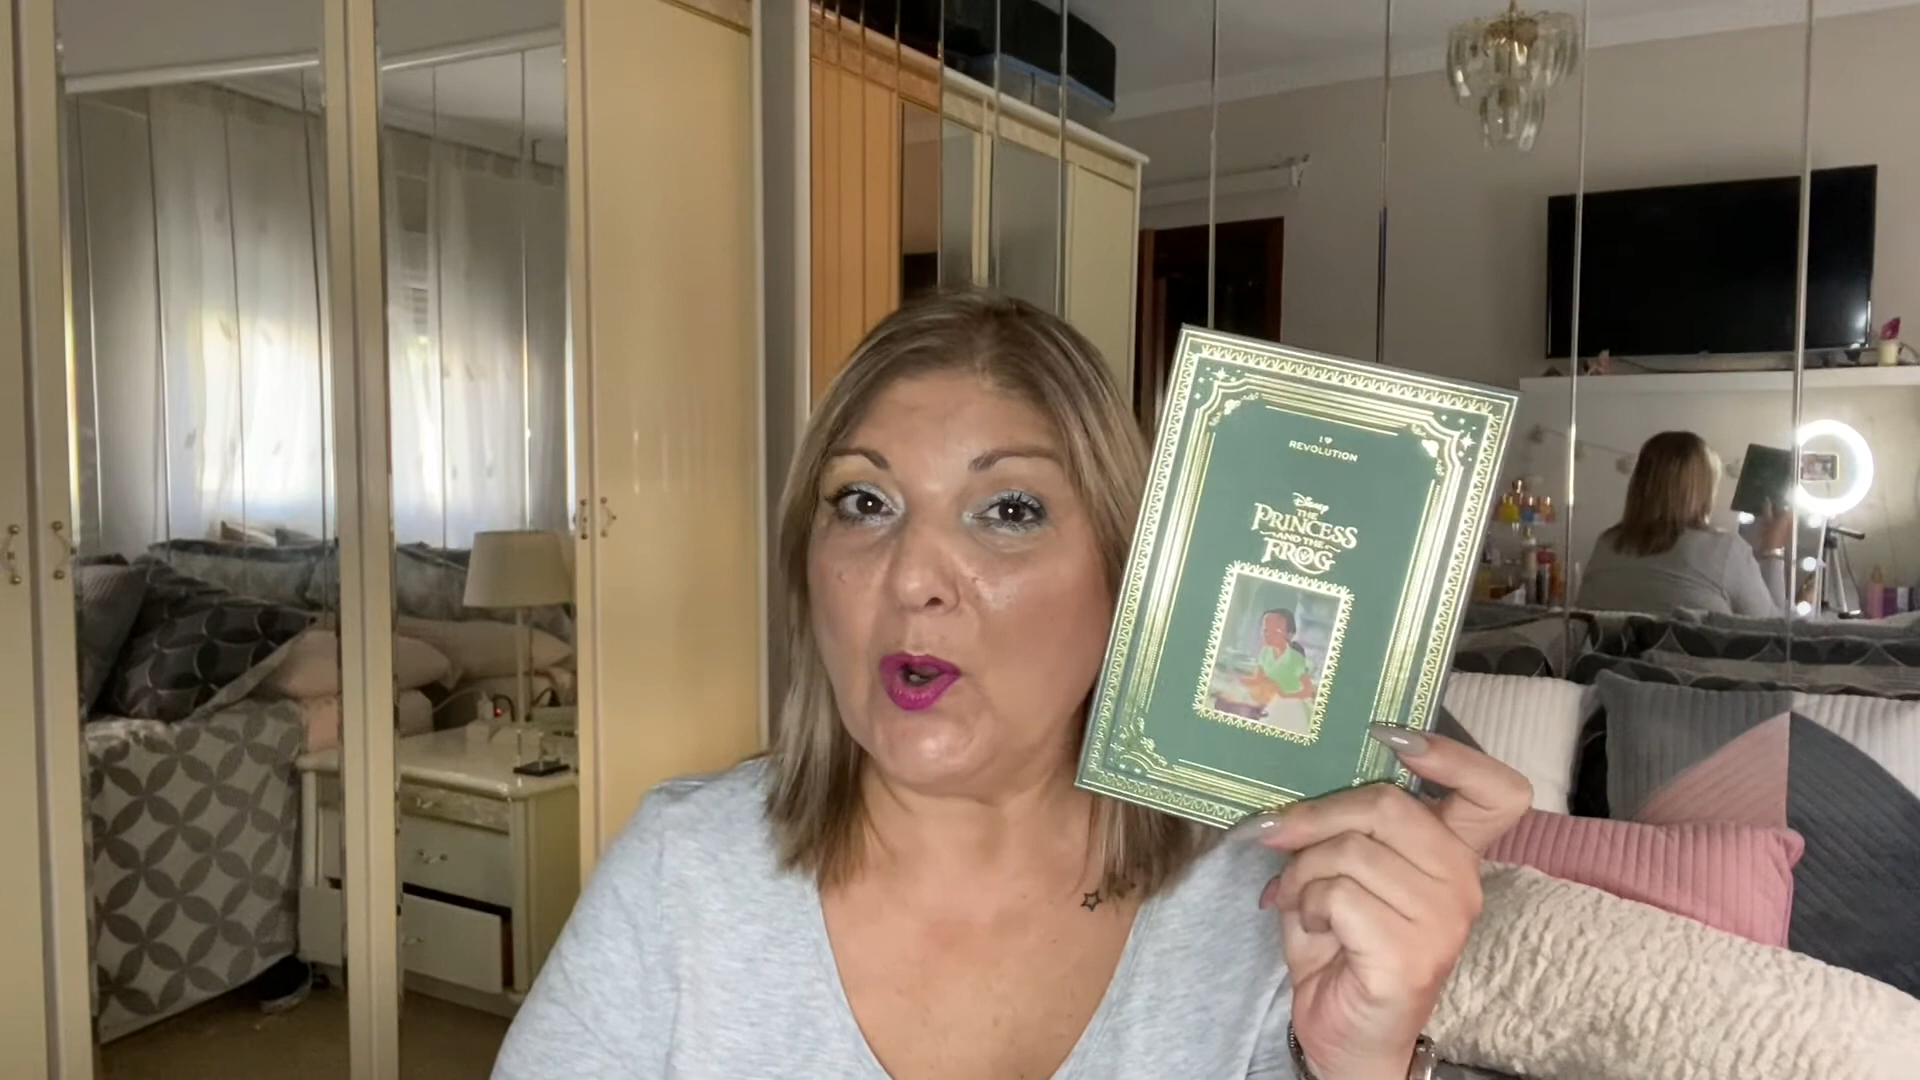 I ♥
REVOLUTION
Disney
THE
PRINCESS
AND THE
FROG